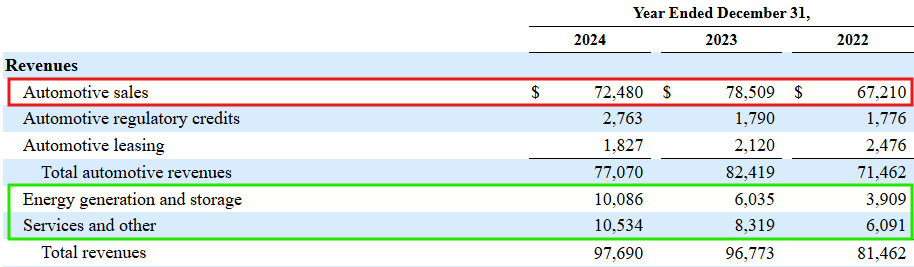 Year Ended December 31,
2024 2023 2022
Revenues
Automotive sales $ 72,480 $ 78,509 $ 67,210
Automotive regulatory credits 2,763 1,790 1,776
Automotive leasing 1,827 2,120 2,476
Total automotive revenues 77,070 82,419 71,462
Energy generation and storage 10,086 6,035 3,909
Services and other 10,534 8,319 6,091
Total revenues 97,690 96,773 81,462